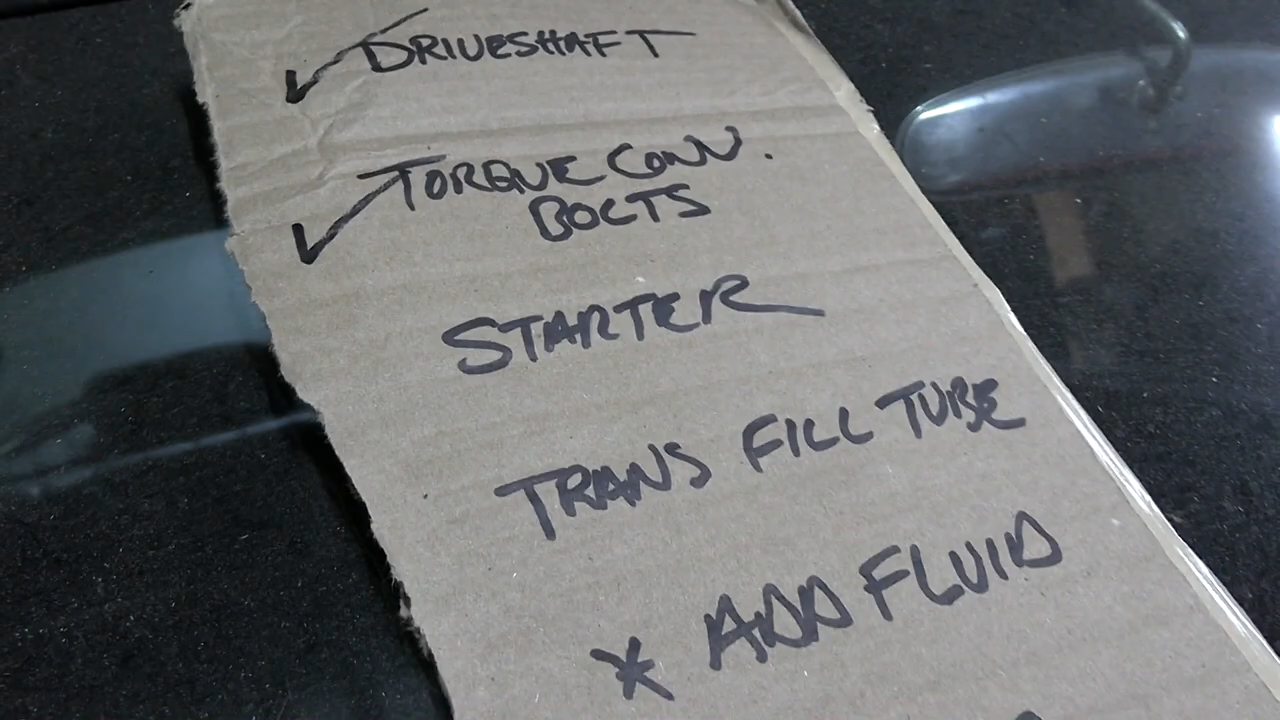 ✓ DRIVESHAFT
✓ TORQUE CONV.
BOLTS
STARTER
TRANS FILL TUBE
* ADD FLUID